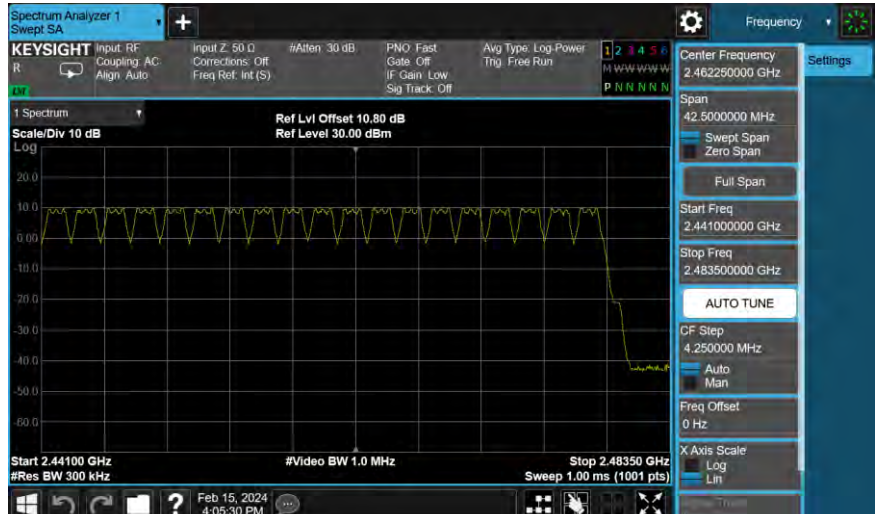 Spectrum Analyzer 1
Swept SA
+
Frequency
KEYSIGHT
R
Input: RF
Coupling: AC
Align: Auto
Input Z: 50 Ω
Corrections: Off
Freq Ref: Int (S)
#Atten: 30 dB
PNO: Fast
Gate: Off
IF Gain: Low
Sig Track: Off
Avg Type: Log-Power
Trig: Free Run
1 2 3 4 5 6
M W W W W W
P N N N N N
1 Spectrum
Scale/Div 10 dB
Log
Ref Lvl Offset 10.80 dB
Ref Level 30.00 dBm
20.0
10.0
0.00
-10.0
-20.0
-30.0
-40.0
-50.0
-60.0
Start 2.44100 GHz
#Res BW 300 kHz
#Video BW 1.0 MHz
Stop 2.48350 GHz
Sweep 1.00 ms (1001 pts)
Feb 15, 2024
4:05:30 PM
Center Frequency
2.462250000 GHz
Settings
Span
42.5000000 MHz
Swept Span
Zero Span
Full Span
Start Freq
2.441000000 GHz
Stop Freq
2.483500000 GHz
AUTO TUNE
CF Step
4.250000 MHz
Auto
Man
Freq Offset
0 Hz
X Axis Scale
Log
Lin